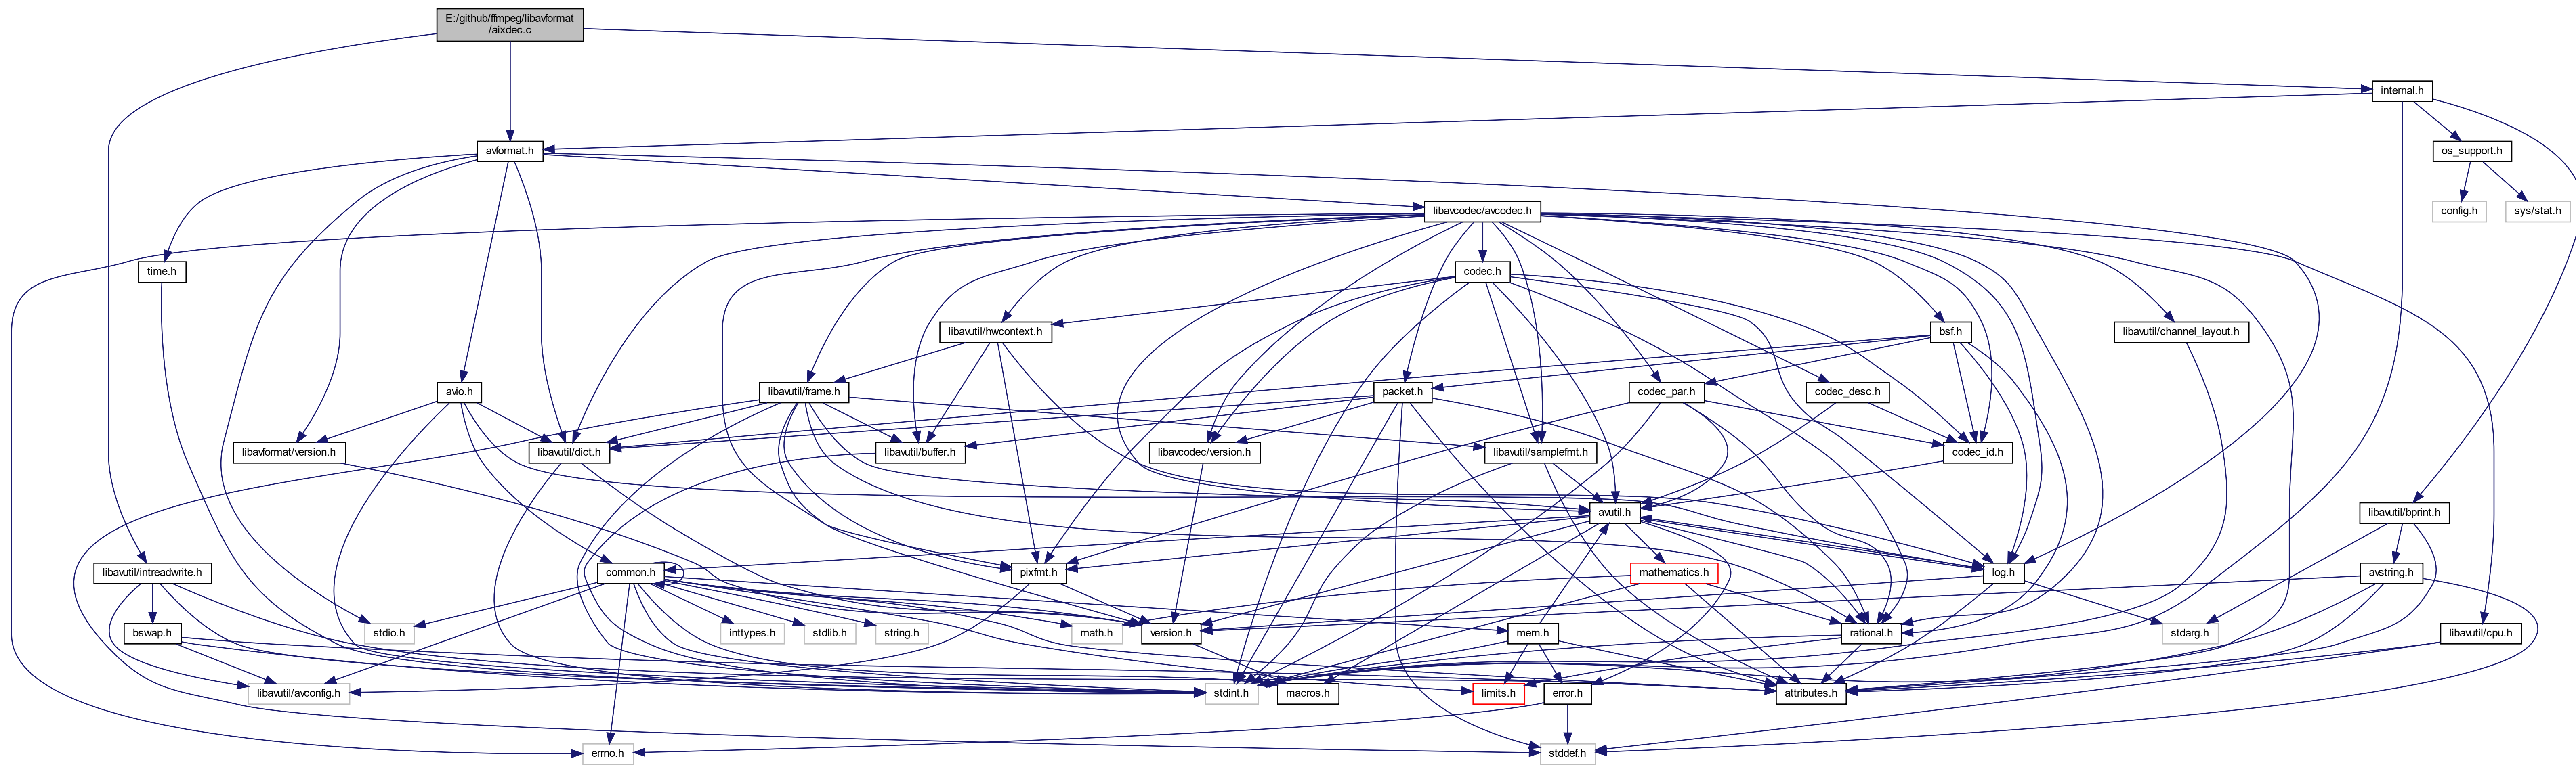 E:/github/ffmpeg/libavformat
/aixdec.c
internal.h
avformat.h
os_support.h
libavcodec/avcodec.h
config.h
sys/stat.h
time.h
codec.h
libavutil/hwcontext.h
bsf.h
libavutil/channel_layout.h
avio.h
libavutil/frame.h
packet.h
codec_par.h
codec_desc.h
libavformat/version.h
libavutil/dict.h
libavutil/buffer.h
libavcodec/version.h
libavutil/samplefmt.h
codec_id.h
avutil.h
libavutil/bprint.h
libavutil/intreadwrite.h
common.h
pixfmt.h
mathematics.h
log.h
avstring.h
bswap.h
stdio.h
inttypes.h
stdlib.h
string.h
math.h
version.h
mem.h
rational.h
stdarg.h
libavutil/cpu.h
libavutil/avconfig.h
stdint.h
macros.h
limits.h
error.h
attributes.h
errno.h
stddef.h